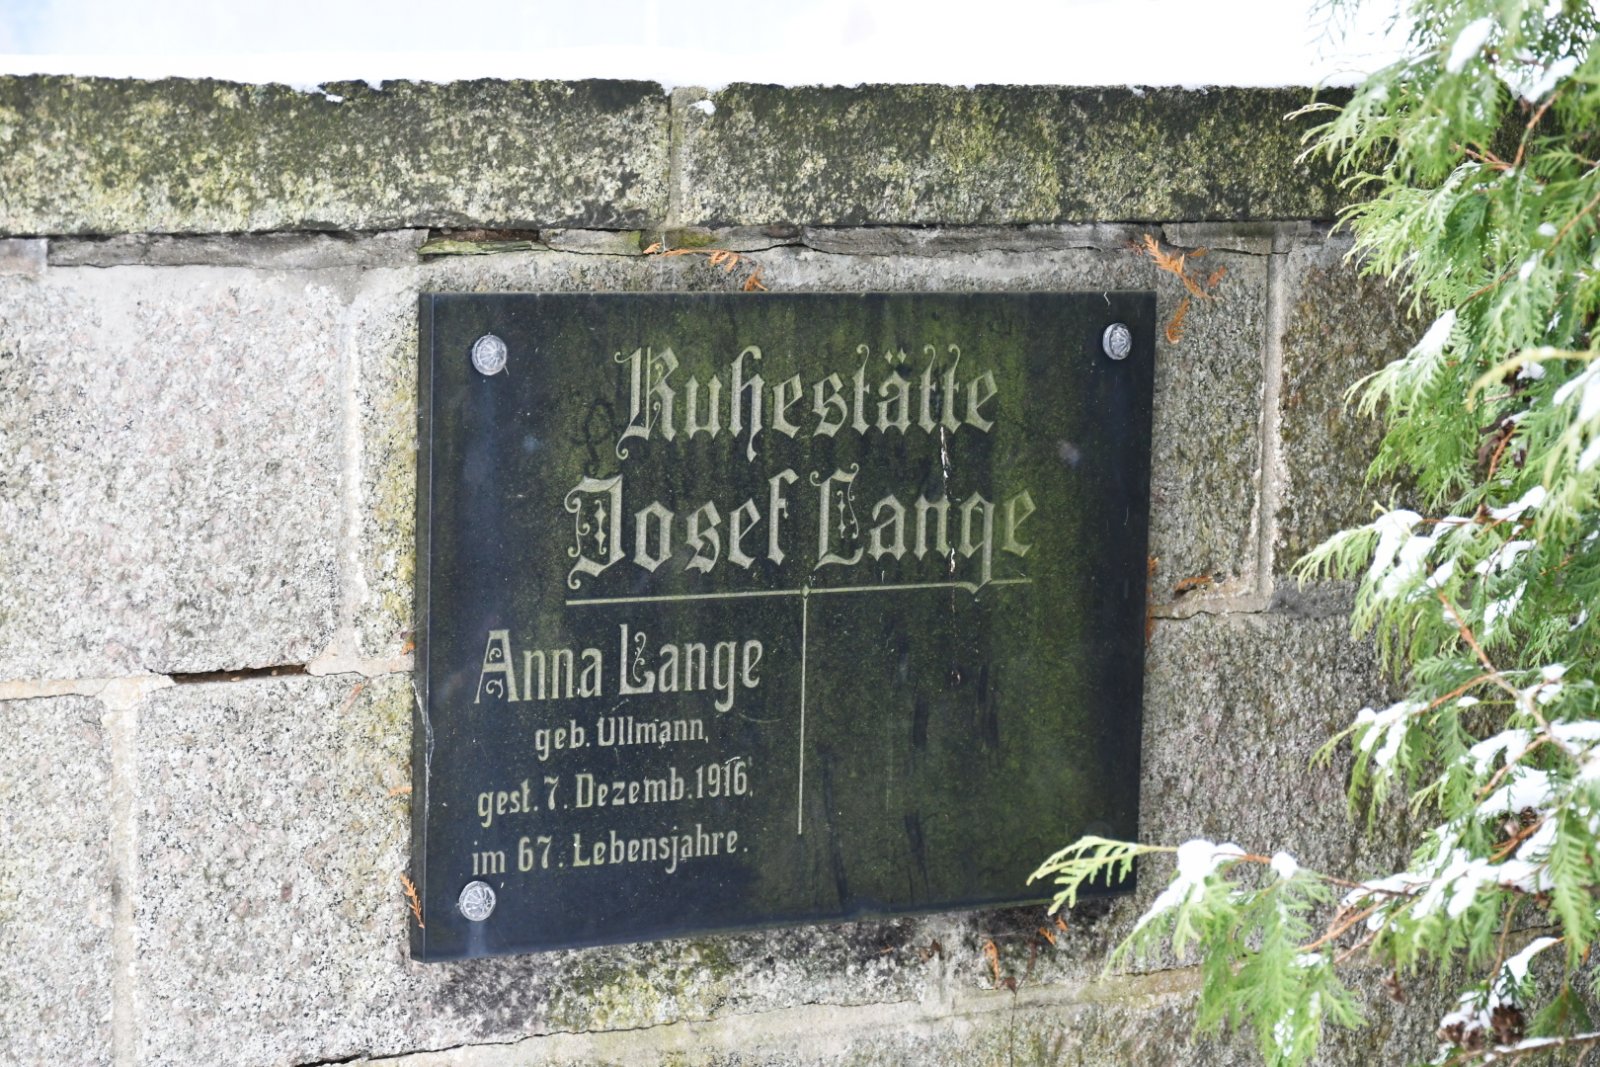 Ruhestätte
Josef Lange
Anna Lange
geb. Ullmann,
gest. 7. Dezemb. 1916,
im 67. Lebensjahre.